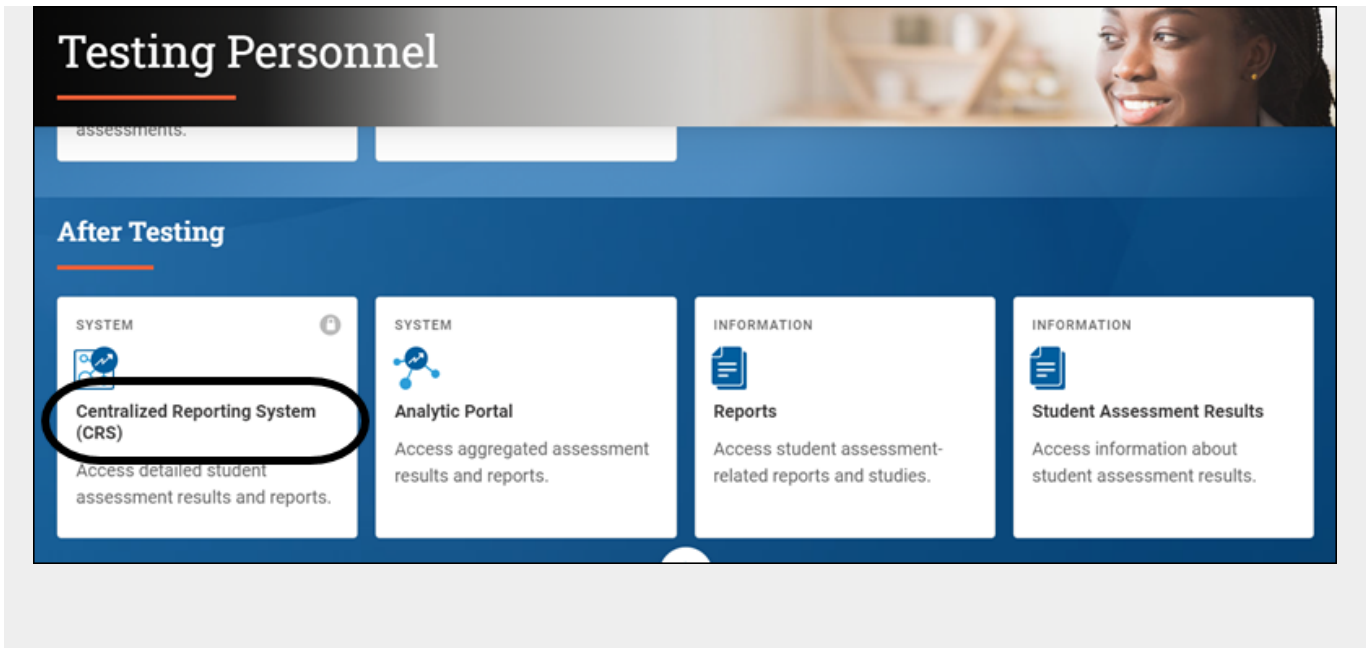 Testing Personnel
assessments.
After Testing
SYSTEM
Centralized Reporting System
(CRS)
Access detailed student
assessment results and reports.
SYSTEM
Analytic Portal
Access aggregated assessment
results and reports.
INFORMATION
Reports
Access student assessment-
related reports and studies.
INFORMATION
Student Assessment Results
Access information about
student assessment results.